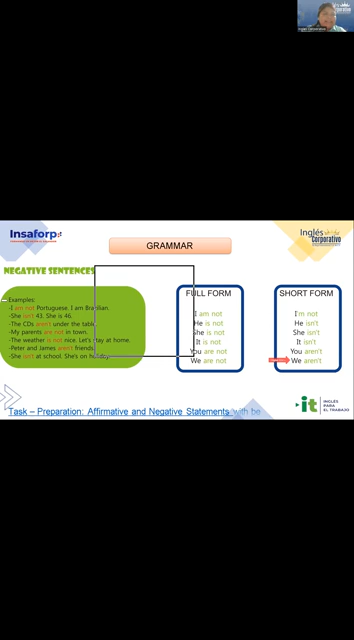 Inglés Corporativo
Insaforp
Inglés
Corporativo
GRAMMAR
NEGATIVE SENTENCES
Examples:
-I am not Portuguese. I am Brazilian.
-She isn't 43. She is 46.
-The CDs aren't under the table.
-My parents are not in town.
-The weather is not nice. Let's stay at home.
-Peter and James aren't friends.
-She isn't at school. She's on holiday.
FULL FORM
I am not
He is not
She is not
It is not
You are not
We are not
SHORT FORM
I'm not
He isn't
She isn't
It isn't
You aren't
We aren't
Task – Preparation: Affirmative and Negative Statements with be
it
INGLÉS
PARA
EL TRABAJO